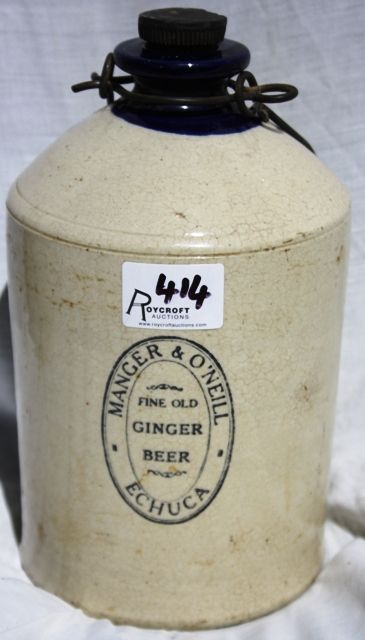 414
ROYCROFT
AUCTIONS
www.roycroftauctions.com
MANGER & O'NEILL
FINE OLD
GINGER
BEER
ECHUCA